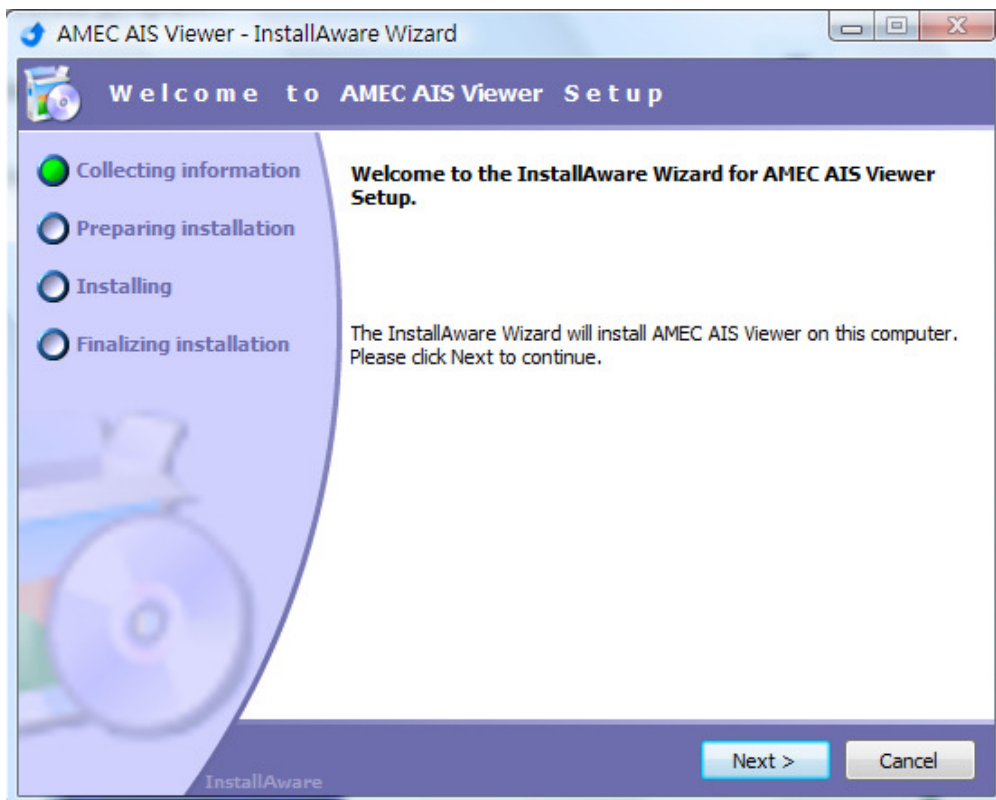 AMEC AIS Viewer - InstallAware Wizard
Welcome to AMEC AIS Viewer Setup
Collecting information
Preparing installation
Installing
Finalizing installation
Welcome to the InstallAware Wizard for AMEC AIS Viewer
Setup.
The InstallAware Wizard will install AMEC AIS Viewer on this computer.
Please click Next to continue.
InstallAware
Next >
Cancel